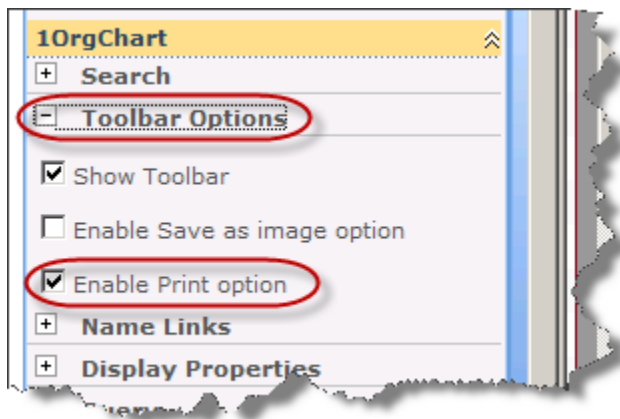 1OrgChart
Search
Toolbar Options
Show Toolbar
Enable Save as image option
Enable Print option
Name Links
Display Properties